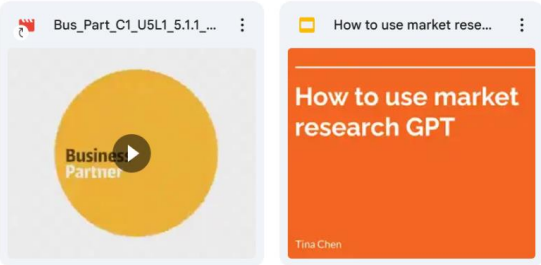 Bus_Part_C1_U5L1_5.1.1_...
How to use market rese...
Business
Partner
How to use market
research GPT
Tina Chen